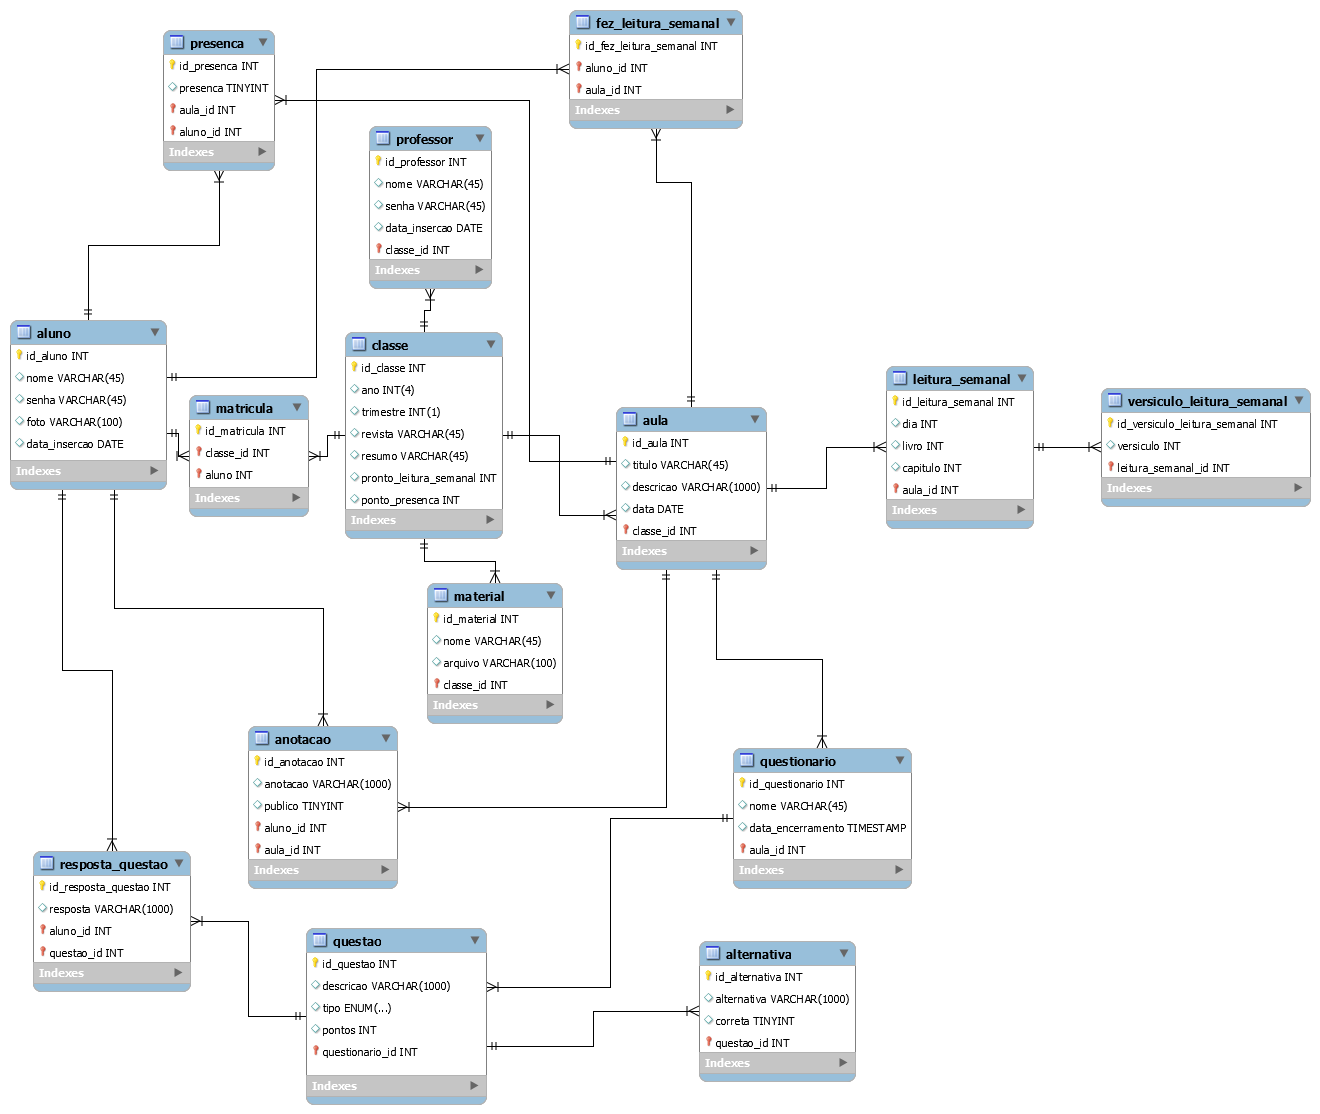 fez_leitura_semanal
id_fez_leitura_semanal INT
aluno_id INT
aula_id INT
Indexes
presenca
id_presenca INT
presenca TINYINT
aula_id INT
aluno_id INT
Indexes
professor
id_professor INT
nome VARCHAR(45)
senha VARCHAR(45)
data_insercao DATE
classe_id INT
Indexes
aluno
id_aluno INT
nome VARCHAR(45)
senha VARCHAR(45)
foto VARCHAR(100)
data_insercao DATE
Indexes
matricula
id_matricula INT
classe_id INT
aluno INT
Indexes
classe
id_classe INT
ano INT(4)
trimestre INT(1)
revista VARCHAR(45)
resumo VARCHAR(45)
pronto_leitura_semanal INT
ponto_presenca INT
Indexes
aula
id_aula INT
titulo VARCHAR(45)
descricao VARCHAR(1000)
data DATE
classe_id INT
Indexes
leitura_semanal
id_leitura_semanal INT
dia INT
livro INT
capitulo INT
aula_id INT
Indexes
versiculo_leitura_semanal
id_versiculo_leitura_semanal INT
versiculo INT
leitura_semanal_id INT
Indexes
material
id_material INT
nome VARCHAR(45)
arquivo VARCHAR(100)
classe_id INT
Indexes
anotacao
id_anotacao INT
anotacao VARCHAR(1000)
publico TINYINT
aluno_id INT
aula_id INT
Indexes
questionario
id_questionario INT
nome VARCHAR(45)
data_encerramento TIMESTAMP
aula_id INT
Indexes
resposta_questao
id_resposta_questao INT
resposta VARCHAR(1000)
aluno_id INT
questao_id INT
Indexes
questao
id_questao INT
descricao VARCHAR(1000)
tipo ENUM(...)
pontos INT
questionario_id INT
Indexes
alternativa
id_alternativa INT
alternativa VARCHAR(1000)
correta TINYINT
questao_id INT
Indexes